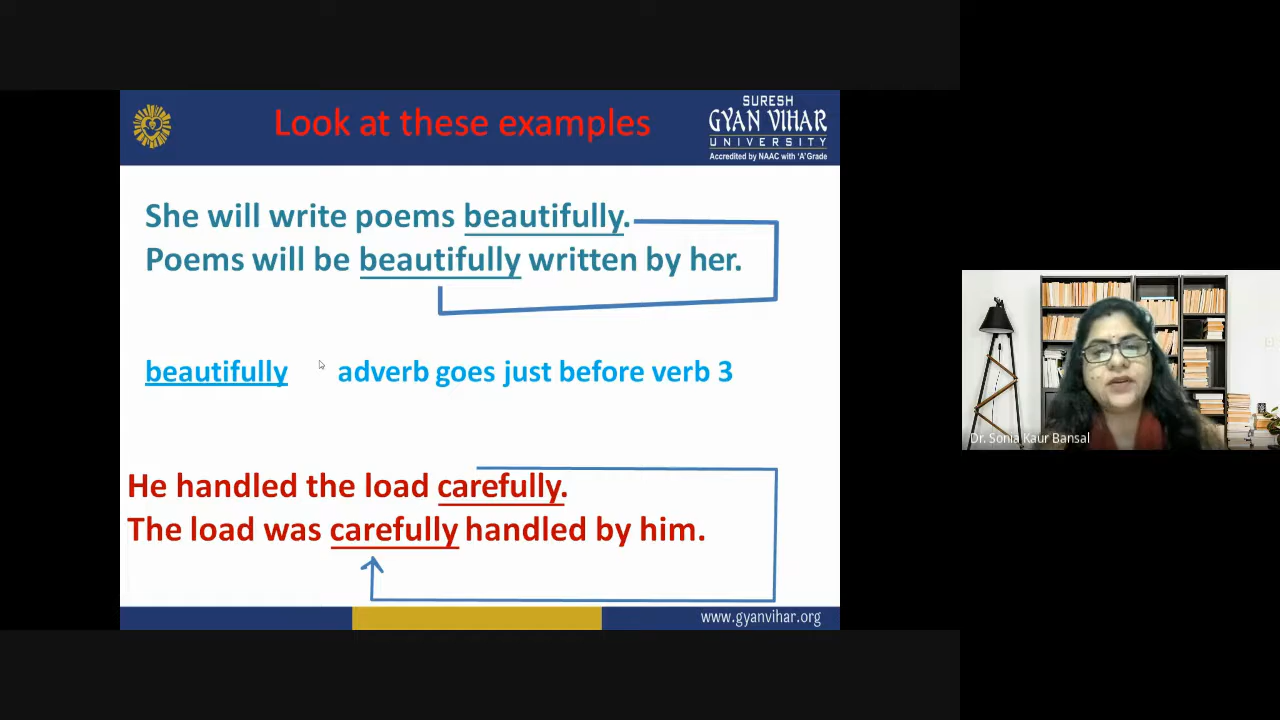 Look at these examples
SURESH
GYAN VIHAR
UNIVERSITY
Accredited by NAAC with 'A'Grade
She will write poems beautifully.
Poems will be beautifully written by her.
beautifully adverb goes just before verb 3
He handled the load carefully.
The load was carefully handled by him.
www.gyanvihar.org
Dr. Sonia Kaur Bansal